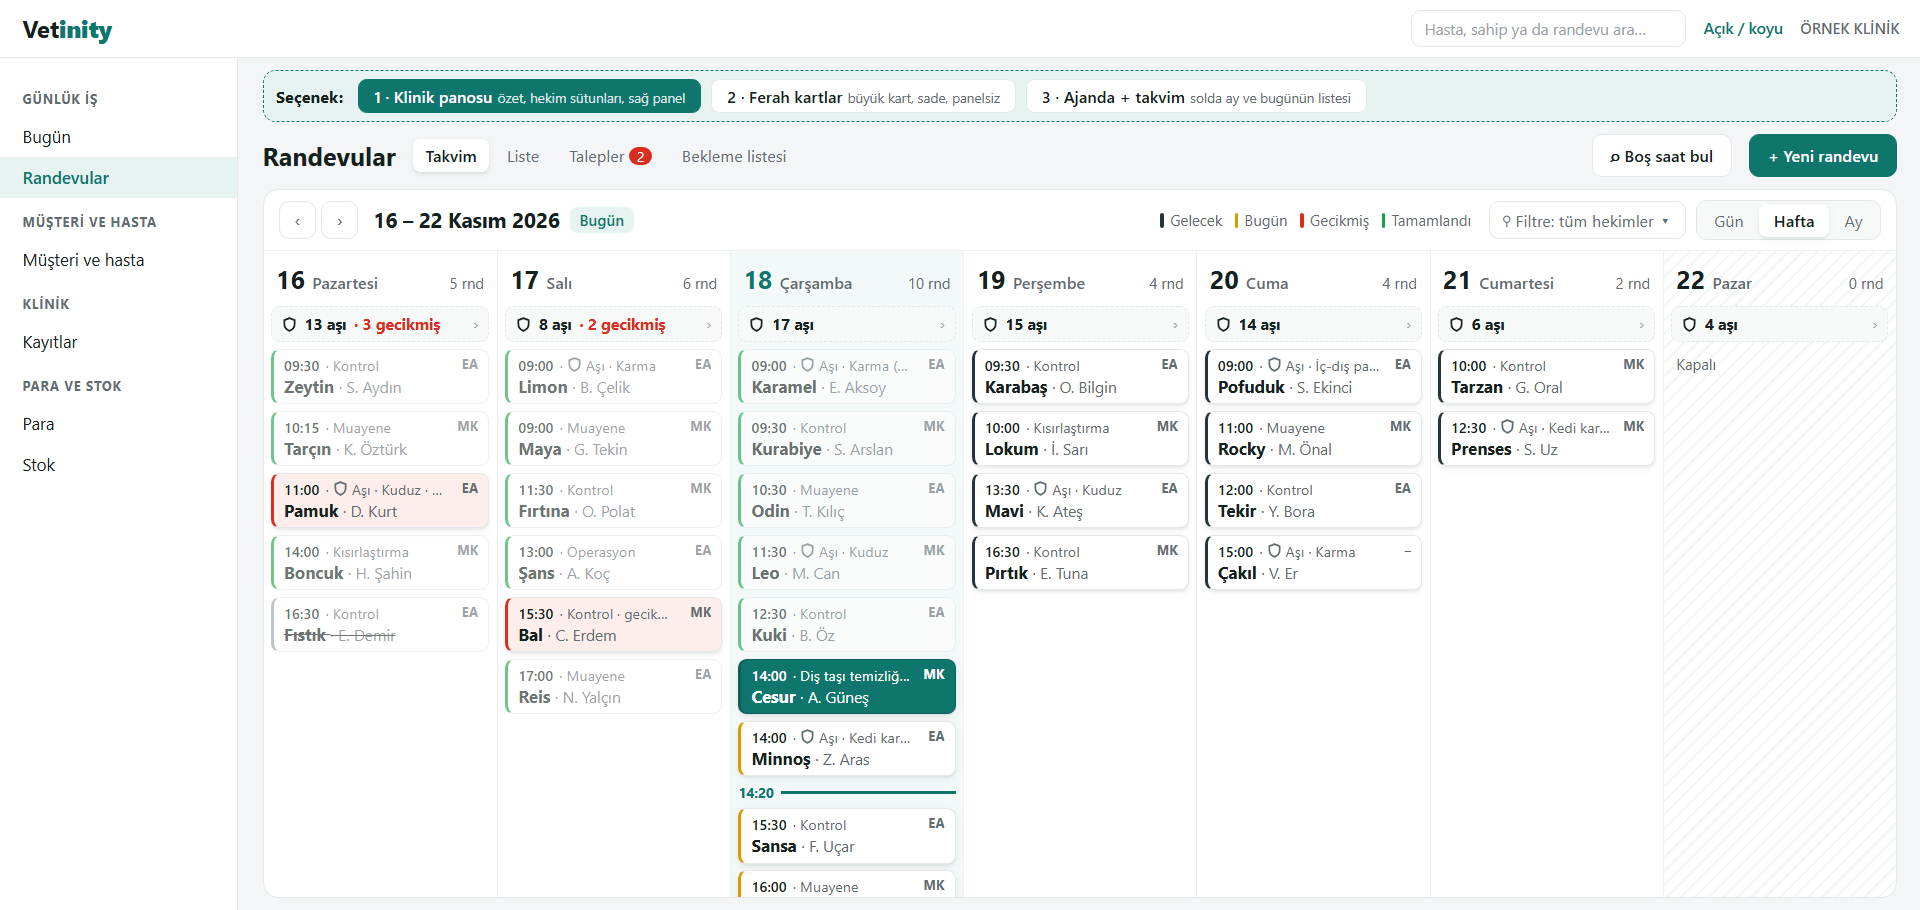 Vetinity
Hasta, sahip ya da randevu ara...
Açık / koyu
ÖRNEK KLİNİK
GÜNLÜK İŞ
Bugün
Randevular
MÜŞTERİ VE HASTA
Müşteri ve hasta
KLİNİK
Kayıtlar
PARA VE STOK
Para
Stok
Seçenek:
1 · Klinik panosu özet, hekim sütunları, sağ panel
2 · Ferah kartlar büyük kart, sade, panelsiz
3 · Ajanda + takvim solda ay ve bugünün listesi
Randevular
Takvim
Liste
Talepler 2
Bekleme listesi
Boş saat bul
+ Yeni randevu
‹ ›
16 – 22 Kasım 2026
Bugün
Gelecek
Bugün
Gecikmiş
Tamamlandı
Filtre: tüm hekimler ▾
Gün
Hafta
Ay
16 Pazartesi 5 rnd
13 aşı · 3 gecikmiş ›
09:30 · Kontrol EA
Zeytin · S. Aydın
10:15 · Muayene MK
Tarçın · K. Öztürk
11:00 · Aşı · Kuduz · ... EA
Pamuk · D. Kurt
14:00 · Kısırlaştırma MK
Boncuk · H. Şahin
16:30 · Kontrol EA
Fıstık · E. Demir
17 Salı 6 rnd
8 aşı · 2 gecikmiş ›
09:00 · Aşı · Karma EA
Limon · B. Çelik
09:00 · Muayene MK
Maya · G. Tekin
11:30 · Kontrol MK
Fırtına · O. Polat
13:00 · Operasyon EA
Şans · A. Koç
15:30 · Kontrol · gecik... MK
Bal · C. Erdem
17:00 · Muayene EA
Reis · N. Yalçın
18 Çarşamba 10 rnd
17 aşı ›
09:00 · Aşı · Karma (... EA
Karamel · E. Aksoy
09:30 · Kontrol MK
Kurabiye · S. Arslan
10:30 · Muayene EA
Odin · T. Kılıç
11:30 · Aşı · Kuduz MK
Leo · M. Can
12:30 · Kontrol EA
Kuki · B. Öz
14:00 · Diş taşı temizliğ... MK
Cesur · A. Güneş
14:00 · Aşı · Kedi kar... EA
Minnoş · Z. Aras
14:20
15:30 · Kontrol EA
Sansa · F. Uçar
16:00 · Muayene MK
19 Perşembe 4 rnd
15 aşı ›
09:30 · Kontrol EA
Karabaş · O. Bilgin
10:00 · Kısırlaştırma MK
Lokum · İ. Sarı
13:30 · Aşı · Kuduz EA
Mavi · K. Ateş
16:30 · Kontrol MK
Pırtık · E. Tuna
20 Cuma 4 rnd
14 aşı ›
09:00 · Aşı · İç-dış pa... EA
Pofuduk · S. Ekinci
11:00 · Muayene MK
Rocky · M. Önal
12:00 · Kontrol EA
Tekir · Y. Bora
15:00 · Aşı · Karma –
Çakıl · V. Er
21 Cumartesi 2 rnd
6 aşı ›
10:00 · Kontrol MK
Tarzan · G. Oral
12:30 · Aşı · Kedi kar... MK
Prenses · S. Uz
22 Pazar 0 rnd
4 aşı ›
Kapalı